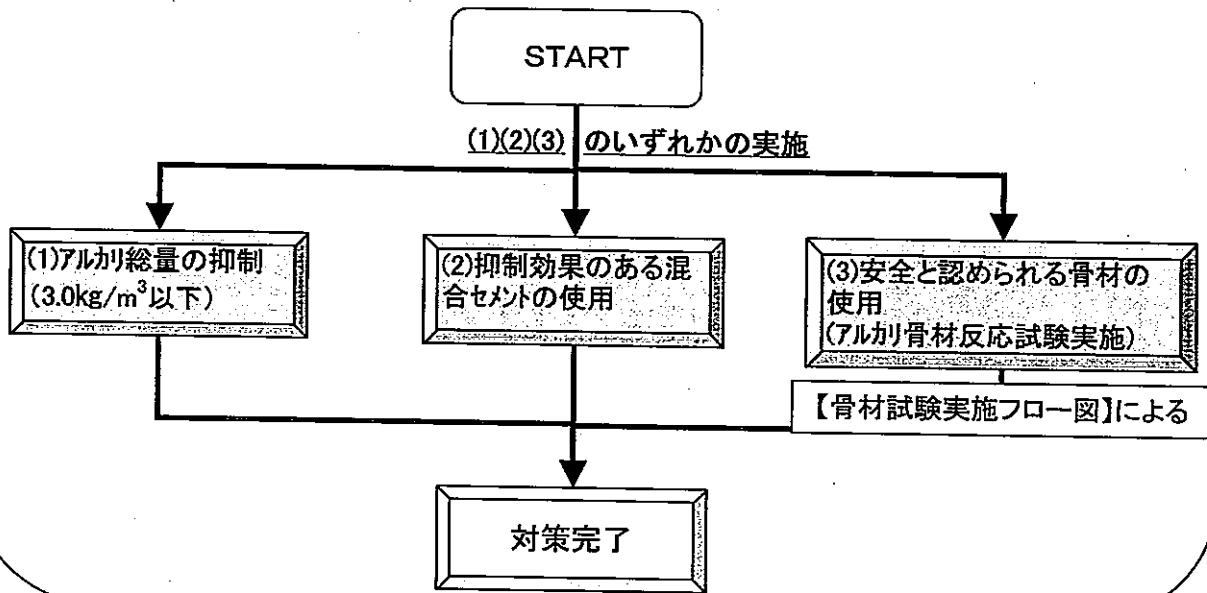 START
(1)(2)(3) のいずれかの実施
(1)アルカリ総量の抑制
(3.0kg/m³以下)
(2)抑制効果のある混
合セメントの使用
(3)安全と認められる骨材の
使用
(アルカリ骨材反応試験実施)
【骨材試験実施フロー図】による
対策完了